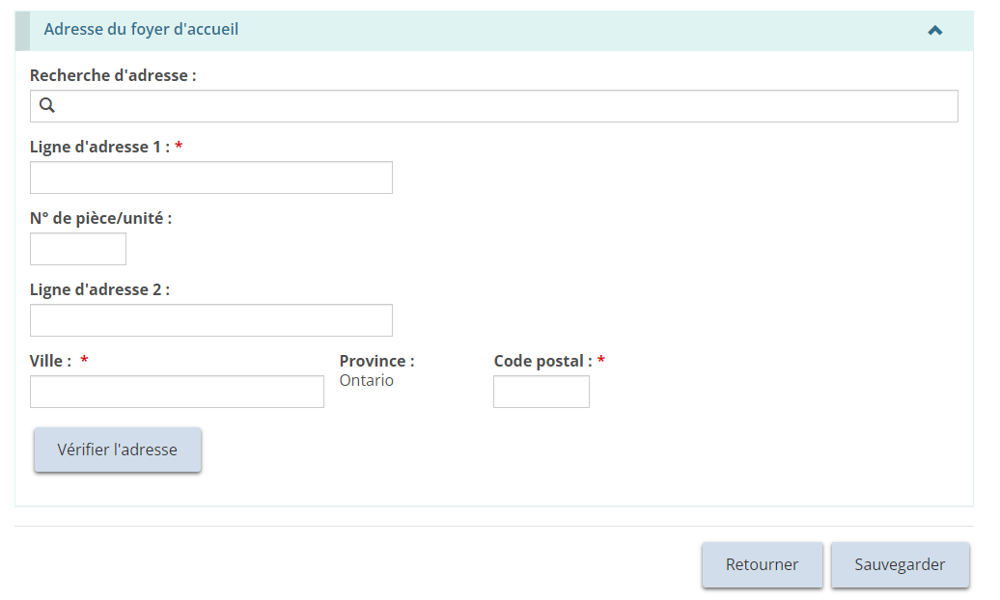 Adresse du foyer d'accueil
Recherche d'adresse :
Ligne d'adresse 1 : *
N° de pièce/unité :
Ligne d'adresse 2 :
Ville : * Province : Code postal : *
Ontario
Vérifier l'adresse
Retourner Sauvegarder